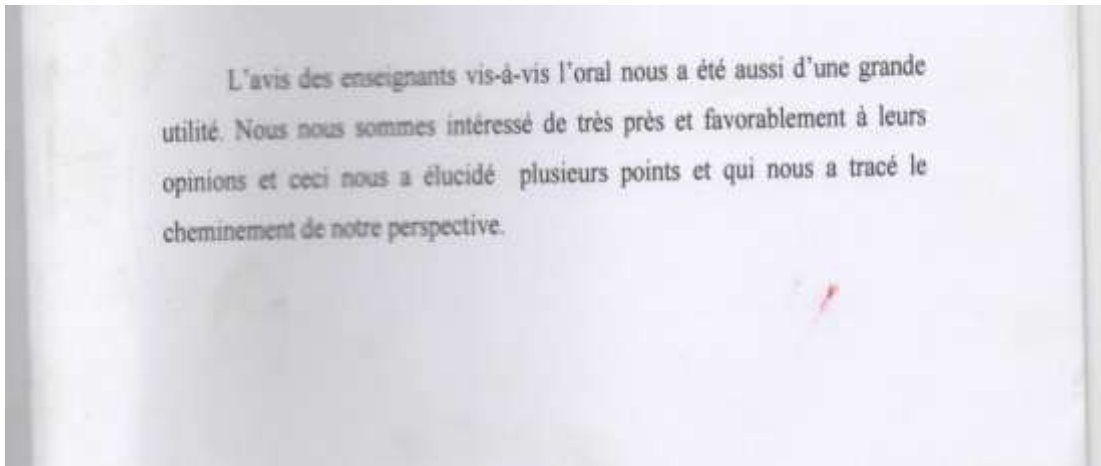 L'avis des enseignants vis-à-vis l'oral nous a été aussi d'une grande
utilité. Nous nous sommes intéressé de très près et favorablement à leurs
opinions et ceci nous a élucidé plusieurs points et qui nous a tracé le
cheminement de notre perspective.